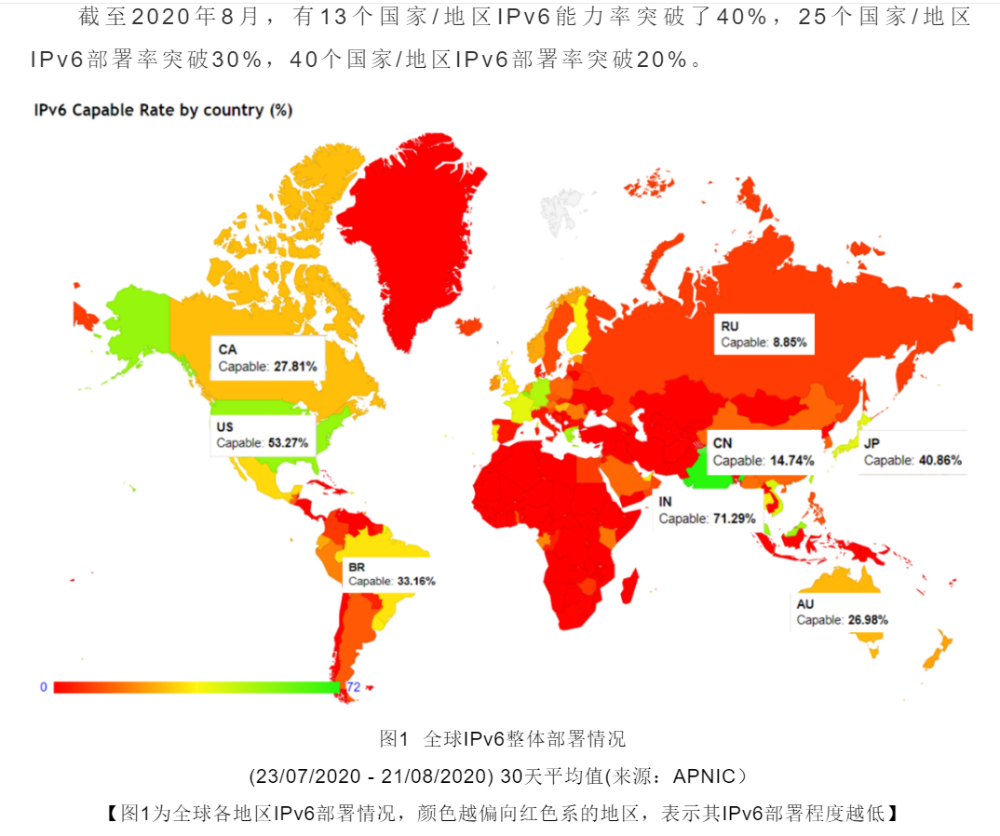 截至2020年8月，有13个国家/地区IPv6能力率突破了40%，25个国家/地区
IPv6部署率突破30%，40个国家/地区IPv6部署率突破20%。
IPv6 Capable Rate by country (%)
RU
Capable: 8.85%
CA
Capable: 27.81%
US
Capable: 53.27%
CN
Capable: 14.74%
JP
Capable: 40.86%
IN
Capable: 71.29%
BR
Capable: 33.16%
AU
Capable: 26.98%
0
72
图1 全球IPv6整体部署情况
(23/07/2020 - 21/08/2020) 30天平均值(来源：APNIC）
【图1为全球各地区IPv6部署情况，颜色越偏向红色系的地区，表示其IPv6部署程度越低】